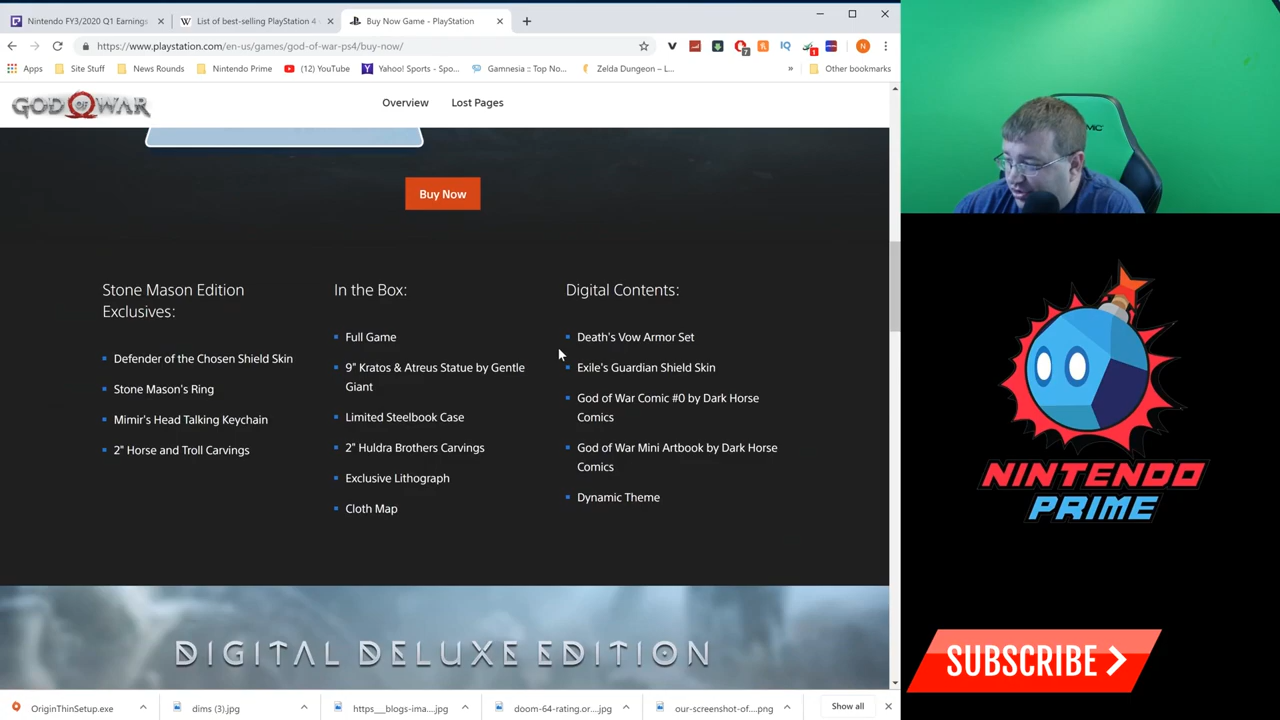 Nintendo FY3/2020 Q1 Earnings
List of best-selling PlayStation 4
Buy Now Game - PlayStation
https://www.playstation.com/en-us/games/god-of-war-ps4/buy-now/
7
1
N
Apps
Site Stuff
News Rounds
Nintendo Prime
(12) YouTube
Yahoo! Sports - Spo...
Gamnesia :: Top No...
Zelda Dungeon – L...
Other bookmarks
GOD OF WAR
Overview
Lost Pages
Buy Now
Stone Mason Edition
Exclusives:
Defender of the Chosen Shield Skin
Stone Mason's Ring
Mimir's Head Talking Keychain
2" Horse and Troll Carvings
In the Box:
Full Game
9" Kratos & Atreus Statue by Gentle
Giant
Limited Steelbook Case
2" Huldra Brothers Carvings
Exclusive Lithograph
Cloth Map
Digital Contents:
Death's Vow Armor Set
Exile's Guardian Shield Skin
God of War Comic #0 by Dark Horse
Comics
God of War Mini Artbook by Dark Horse
Comics
Dynamic Theme
DIGITAL DELUXE EDITION
NINTENDO
PRIME
SUBSCRIBE
OriginThinSetup.exe
dims (3).jpg
https___blogs-ima....jpg
doom-64-rating.or....jpg
our-screenshot-of....png
Show all